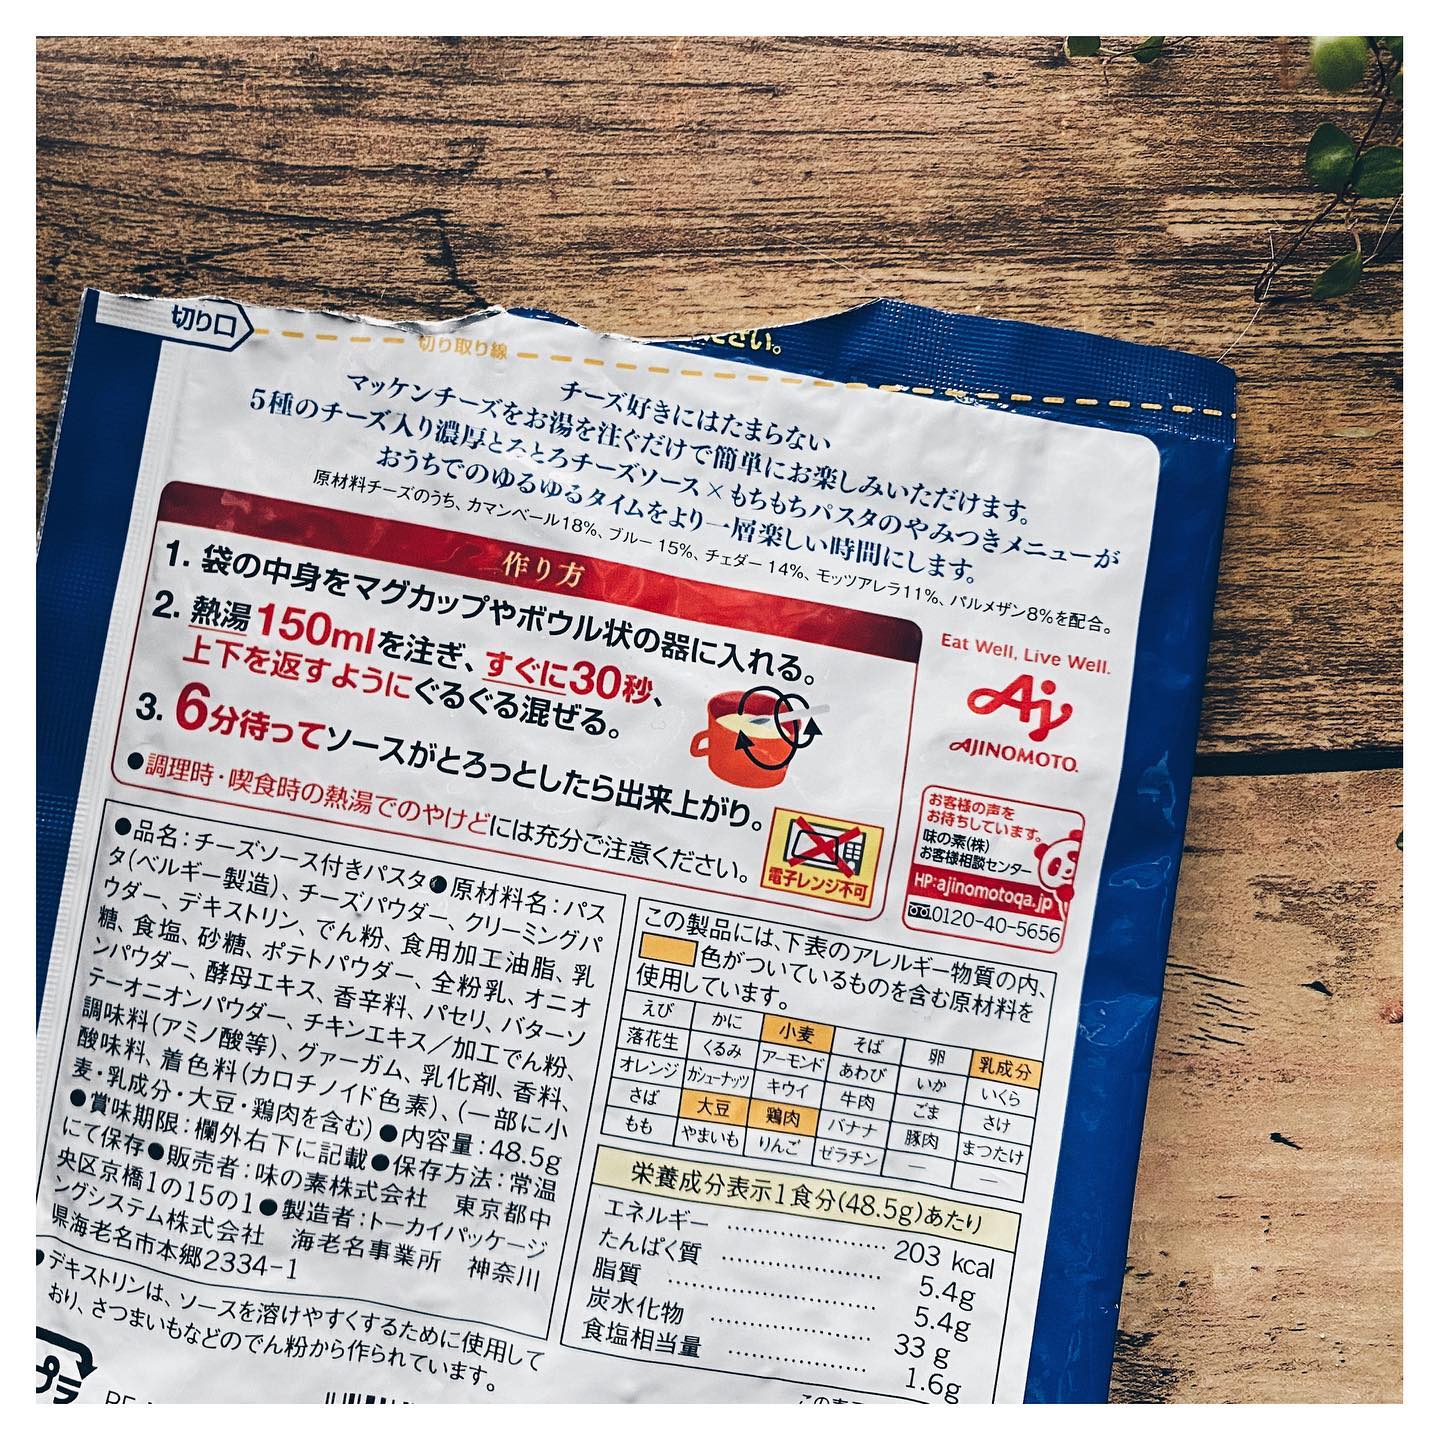 ださい。
切り口
切り取り線
チーズ好きにはたまらない
マッケンチーズをお湯を注ぐだけで簡単にお楽しみいただけます。
5種のチーズ入り濃厚とろとろチーズソース×もちもちパスタのやみつきメニューが
おうちでのゆるゆるタイムをより一層楽しい時間にします。
原材料チーズのうち、カマンベール18%、ブルー15%、チェダー14%、モッツアレラ11%、パルメザン8%を配合。
作り方
1. 袋の中身をマグカップやボウル状の器に入れる。
2. 熱湯150mlを注ぎ、すぐに30秒、
上下を返すようにぐるぐる混ぜる。
3. 6分待ってソースがとろっとしたら出来上がり。
●調理時・喫食時の熱湯でのやけどには充分ご注意ください。
電子レンジ不可
Eat Well, Live Well.
Aj
AJINOMOTO.
お客様の声を
お待ちしています。
味の素(株)
お客様相談センター
HP:ajinomotoqa.jp
0120-40-5656
●品名:チーズソース付きパスタ●原材料名:パス
タ(ベルギー製造)、チーズパウダー、クリーミングパ
ウダー、デキストリン、でん粉、食用加工油脂、乳
糖、食塩、砂糖、ポテトパウダー、全粉乳、オニオ
ンパウダー、酵母エキス、香辛料、パセリ、バターソ
テーオニオンパウダー、チキンエキス/加工でん粉、
調味料(アミノ酸等)、グァーガム、乳化剤、香料、
酸味料、着色料(カロチノイド色素)、(一部に小
麦・乳成分・大豆・鶏肉を含む)●内容量:48.5g
●賞味期限:欄外右下に記載●保存方法:常温
にて保存●販売者:味の素株式会社 東京都中
央区京橋1の15の1●製造者:トーカイパッケージ
ングシステム株式会社 海老名事業所 神奈川
県海老名市本郷2334-1
●デキストリンは、ソースを溶けやすくするために使用して
おり、さつまいもなどのでん粉から作られています。
プラ
この製品には、下表のアレルギー物質の内、
色がついているものを含む原材料を
使用しています。
えび かに 小麦 そば 卵 乳成分
落花生 くるみ アーモンド あわび いか いくら
オレンジ カシューナッツ キウイ 牛肉 ごま さけ
さば 大豆 鶏肉 バナナ 豚肉 まつたけ
もも やまいも りんご ゼラチン — —
栄養成分表示1食分(48.5g)あたり
エネルギー 203 kcal
たんぱく質 5.4g
脂質 5.4g
炭水化物 33 g
食塩相当量 1.6g